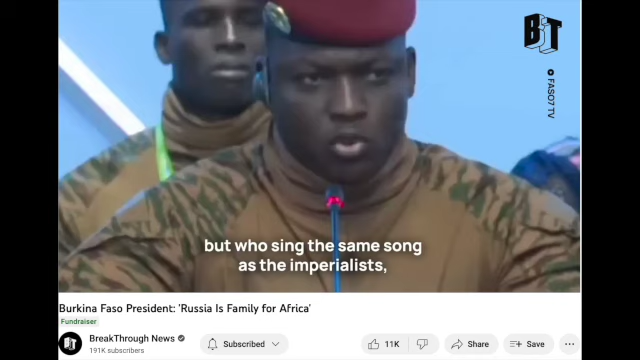 BT
FASO7 TV
but who sing the same song
as the imperialists,
Burkina Faso President: 'Russia Is Family for Africa'
Fundraiser
BreakThrough News
191K subscribers
Subscribed
11K
Share
Save